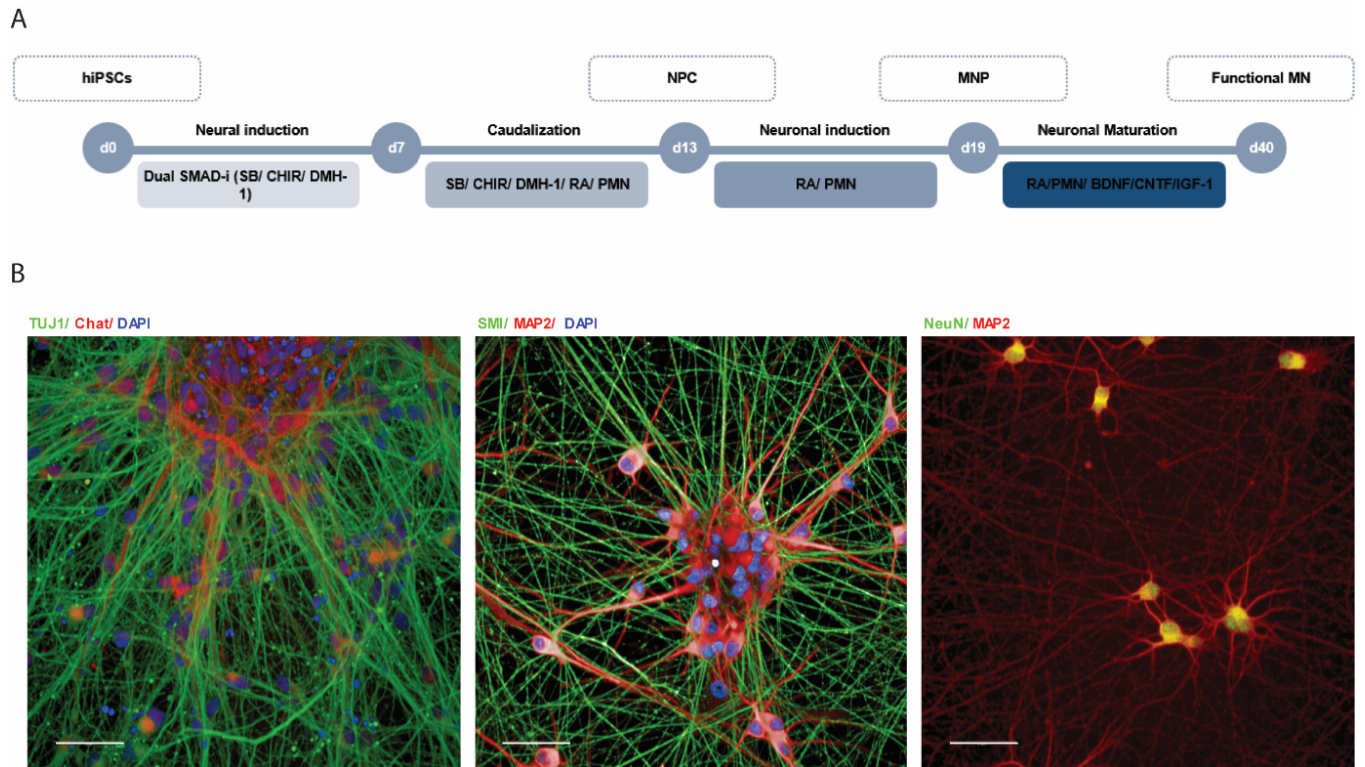 A
hiPSCs NPC MNP Functional MN
Neural induction Caudalization Neuronal induction Neuronal Maturation
d0 d7 d13 d19 d40
Dual SMAD-i (SB/ CHIR/ DMH-
1)
SB/ CHIR/ DMH-1/ RA/ PMN
RA/ PMN
RA/PMN/ BDNF/CNTF/IGF-1
B
TUJ1/ Chat/ DAPI
SMI/ MAP2/ DAPI
NeuN/ MAP2